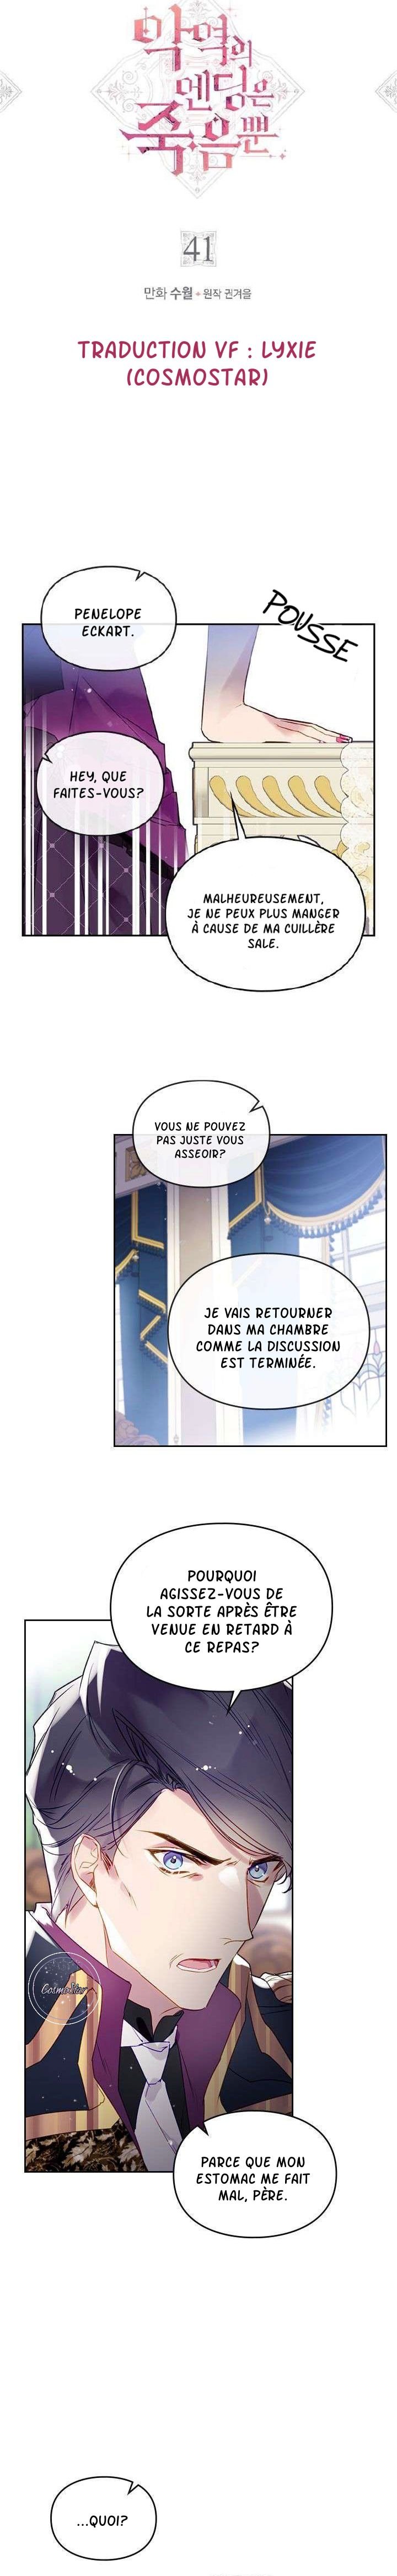 악역의
엔딩은
죽음뿐
41
만화 수월 • 원작 권겨을
TRADUCTION VF : LYXIE
(COSMOSTAR)
PENELOPE
ECKART.
POUSSE
HEY, QUE
FAITES-VOUS?
MALHEUREUSEMENT,
JE NE PEUX PLUS MANGER
À CAUSE DE MA CUILLÈRE
SALE.
VOUS NE POUVEZ
PAS JUSTE VOUS
ASSEOIR?
JE VAIS RETOURNER
DANS MA CHAMBRE
COMME LA DISCUSSION
EST TERMINÉE.
POURQUOI
AGISSEZ-VOUS DE
LA SORTE APRÈS ÊTRE
VENUE EN RETARD À
CE REPAS?
CosmoStar
PARCE QUE MON
ESTOMAC ME FAIT
MAL, PÈRE.
...QUOI?